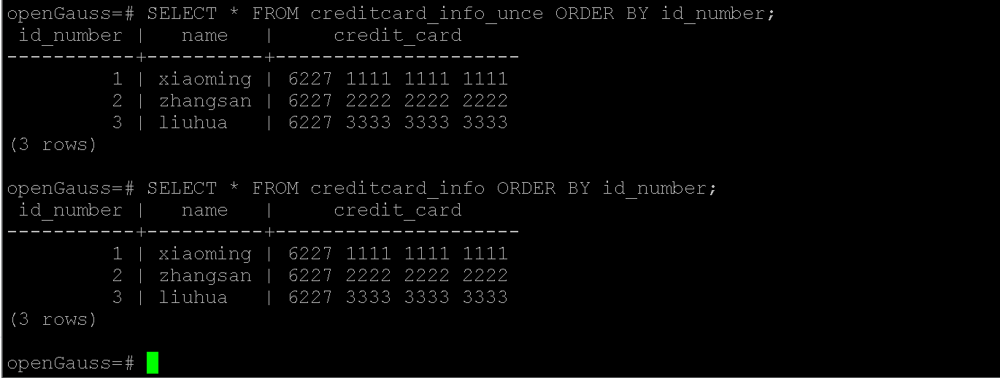 openGauss=# SELECT * FROM creditcard_info_unce ORDER BY id_number;
 id_number |   name   |     credit_card
-----------+----------+---------------------
         1 | xiaoming | 6227 1111 1111 1111
         2 | zhangsan | 6227 2222 2222 2222
         3 | liuhua   | 6227 3333 3333 3333
(3 rows)

openGauss=# SELECT * FROM creditcard_info ORDER BY id_number;
 id_number |   name   |     credit_card
-----------+----------+---------------------
         1 | xiaoming | 6227 1111 1111 1111
         2 | zhangsan | 6227 2222 2222 2222
         3 | liuhua   | 6227 3333 3333 3333
(3 rows)

openGauss=#